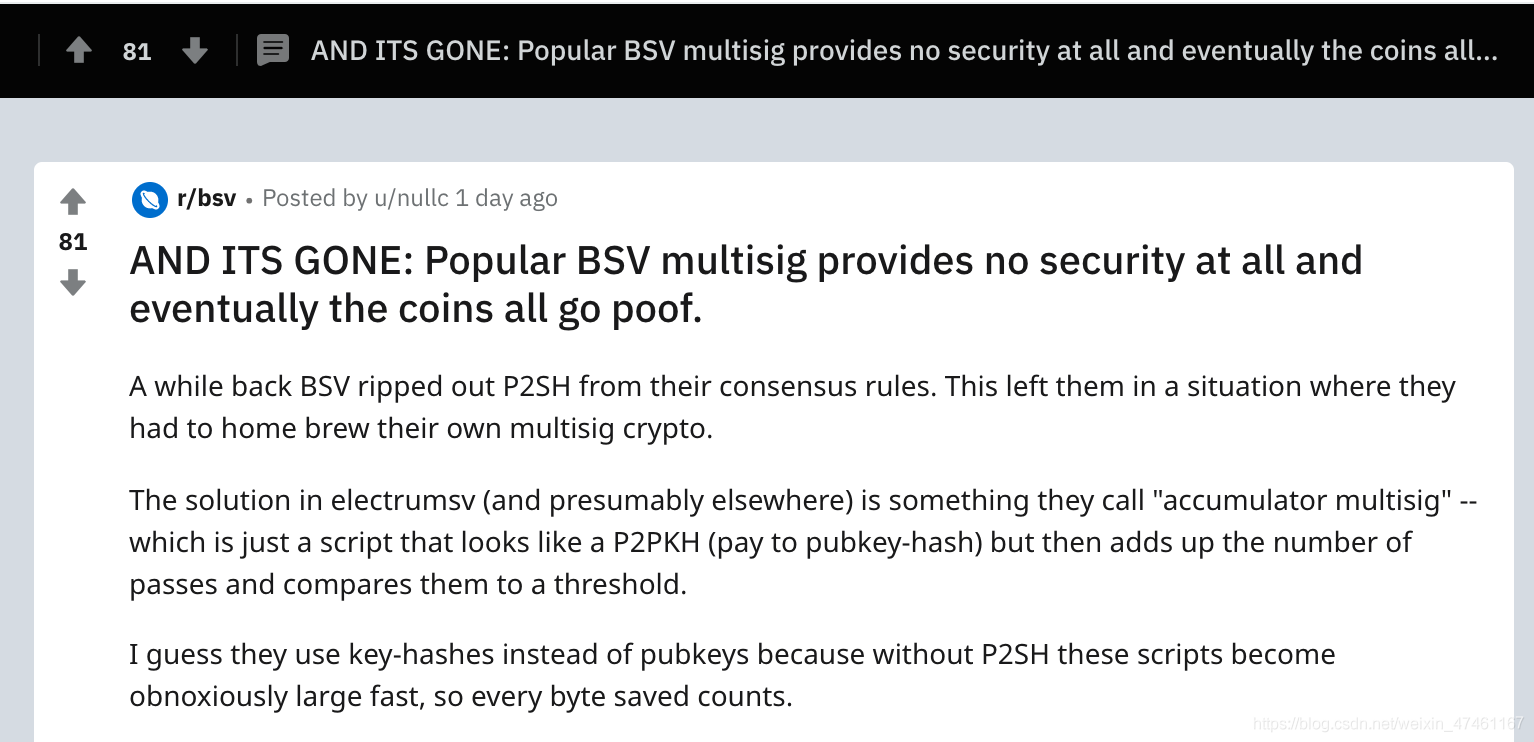 81
AND ITS GONE: Popular BSV multisig provides no security at all and eventually the coins all...
r/bsv • Posted by u/nullc 1 day ago
81
AND ITS GONE: Popular BSV multisig provides no security at all and
eventually the coins all go poof.
A while back BSV ripped out P2SH from their consensus rules. This left them in a situation where they
had to home brew their own multisig crypto.
The solution in electrumsv (and presumably elsewhere) is something they call "accumulator multisig" --
which is just a script that looks like a P2PKH (pay to pubkey-hash) but then adds up the number of
passes and compares them to a threshold.
I guess they use key-hashes instead of pubkeys because without P2SH these scripts become
obnoxiously large fast, so every byte saved counts.
https://blog.csdn.net/weixin_47461167